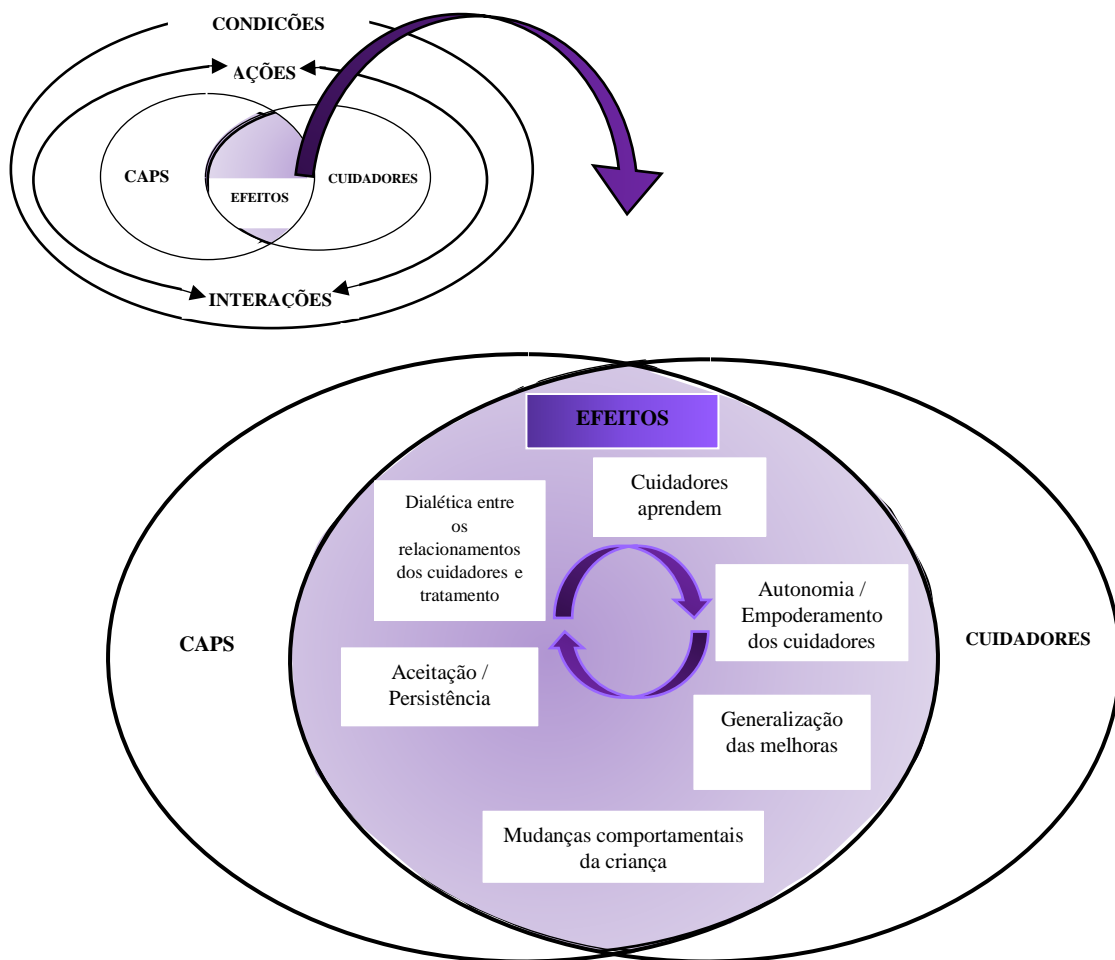 CONDICÕES
AÇÕES
CAPS
CUIDADORES
EFEITOS
INTERAÇÕES
EFEITOS
Cuidadores
aprendem
Dialética entre
os
relacionamentos
dos cuidadores e
tratamento
Autonomia /
Empoderamento
dos cuidadores
CAPS
CUIDADORES
Aceitação /
Persistência
Generalização
das melhoras
Mudanças comportamentais
da criança